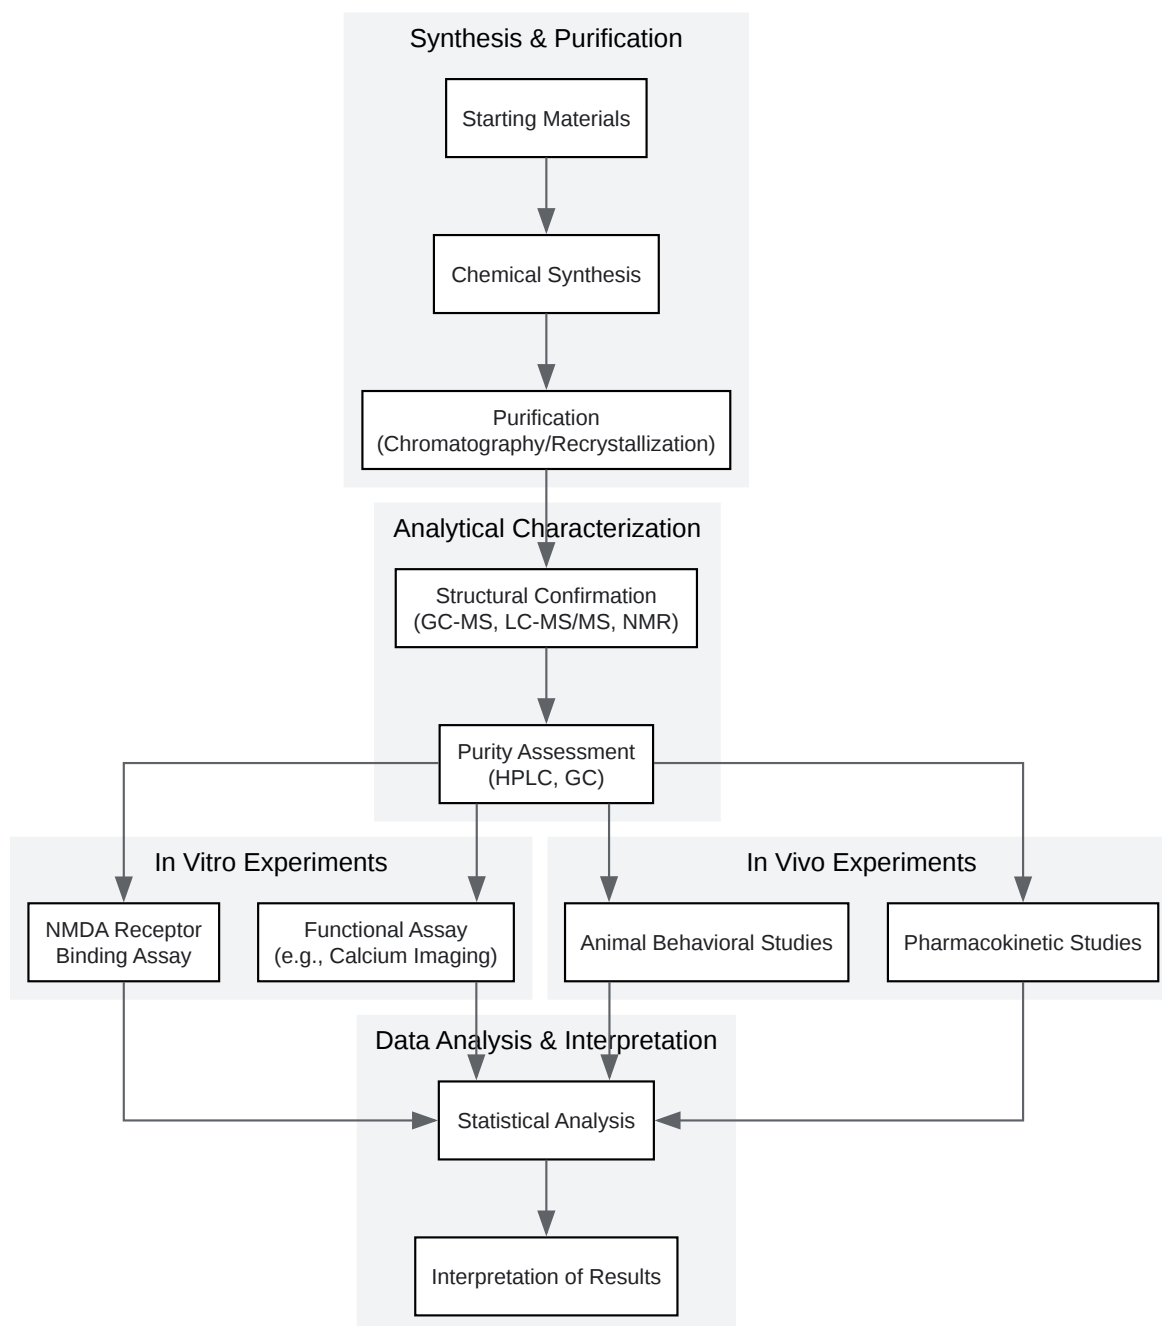 Synthesis & Purification
Starting Materials
Chemical Synthesis
Purification
(Chromatography/Recrystallization)
Analytical Characterization
Structural Confirmation
(GC-MS, LC-MS/MS, NMR)
Purity Assessment
(HPLC, GC)
In Vitro Experiments
NMDA Receptor
Binding Assay
Functional Assay
(e.g., Calcium Imaging)
In Vivo Experiments
Animal Behavioral Studies
Pharmacokinetic Studies
Data Analysis & Interpretation
Statistical Analysis
Interpretation of Results